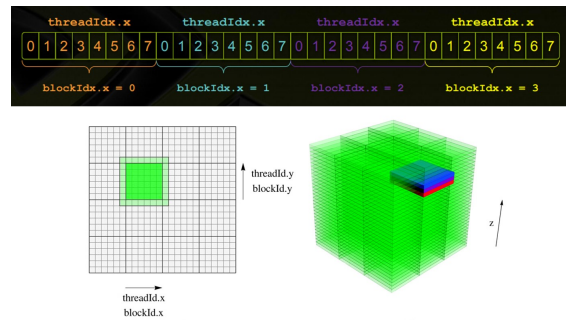 threadIdx.x threadIdx.x threadIdx.x threadIdx.x
0 1 2 3 4 5 6 7 0 1 2 3 4 5 6 7 0 1 2 3 4 5 6 7 0 1 2 3 4 5 6 7
blockIdx.x = 0 blockIdx.x = 1 blockIdx.x = 2 blockIdx.x = 3
threadId.y
blockId.y
z
threadId.x
blockId.x